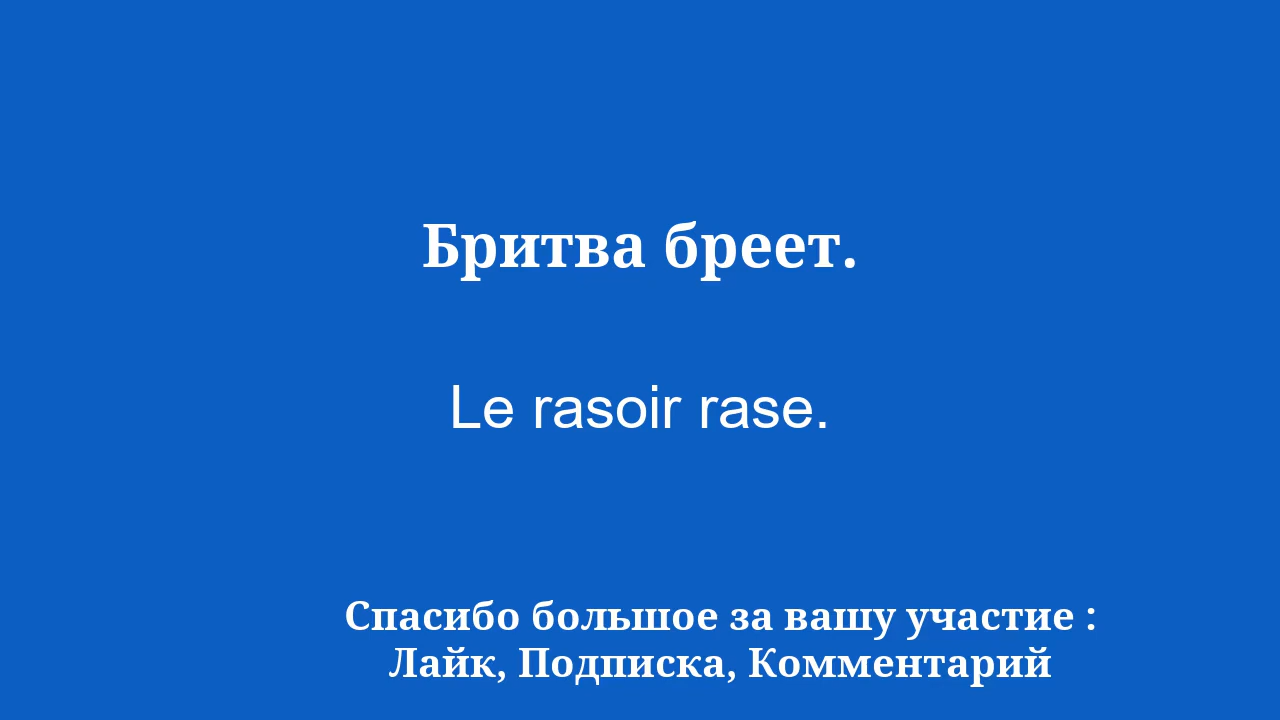 Бритва бреет.
Le rasoir rase.
Спасибо большое за вашу участие :
Лайк, Подписка, Комментарий